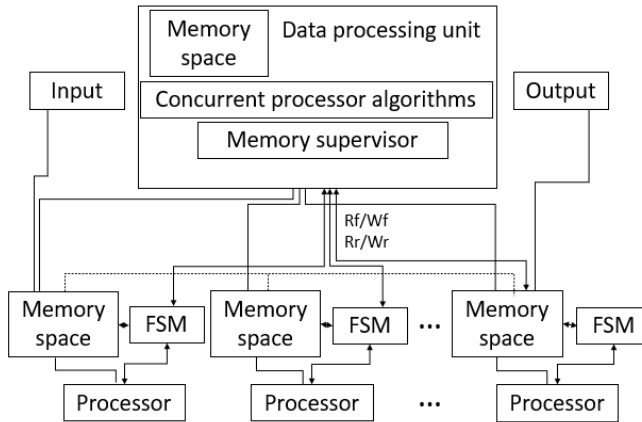 Memory space
Data processing unit
Input
Concurrent processor algorithms
Output
Memory supervisor
Rf/Wf
Rr/Wr
Memory space
FSM
Memory space
FSM
...
Memory space
FSM
Processor
Processor
...
Processor